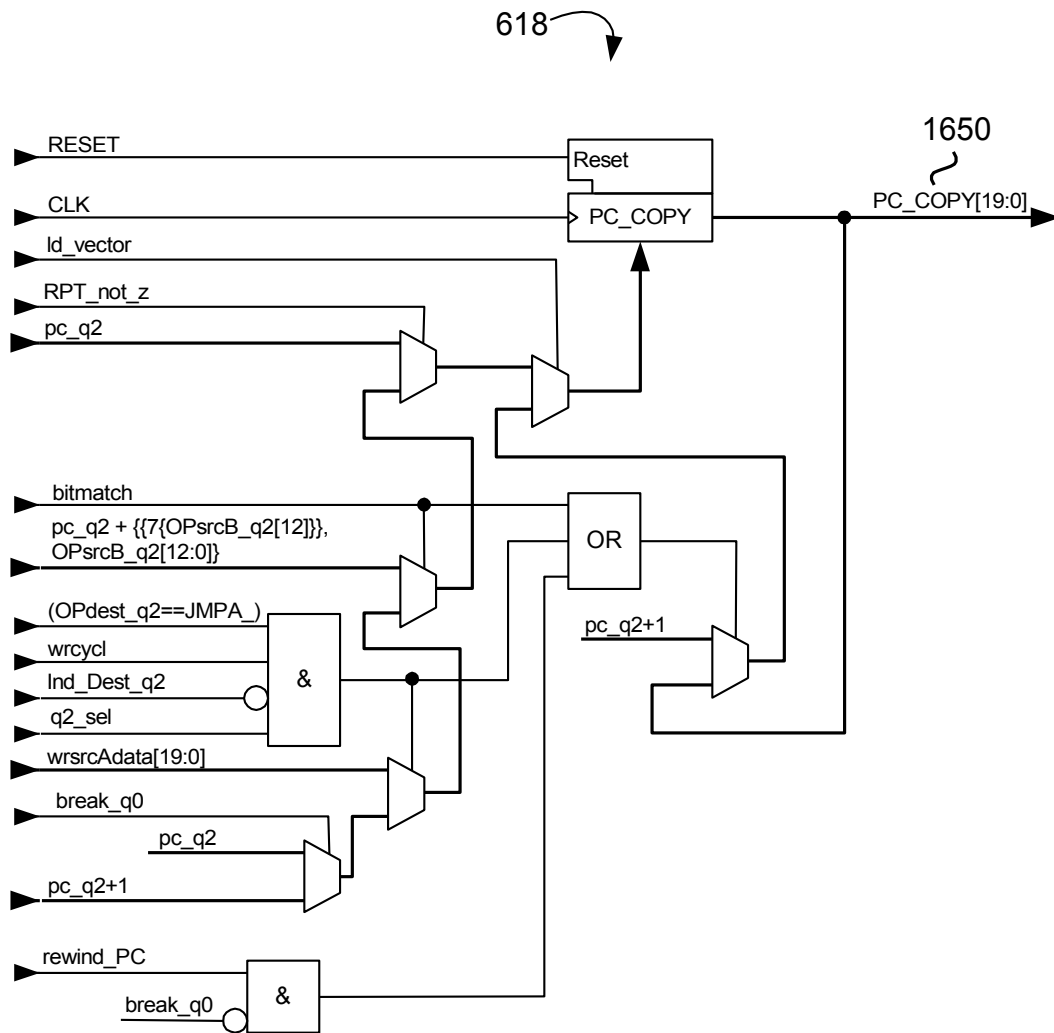 618
1650
RESET
Reset
CLK
PC_COPY
PC_COPY[19:0]
ld_vector
RPT_not_z
pc_q2
bitmatch
pc_q2 + {{7{OPsrcB_q2[12]}},
OPsrcB_q2[12:0]}
OR
(OPdest_q2==JMPA_)
wrcycl
Ind_Dest_q2
q2_sel
&
pc_q2+1
wrsrcAdata[19:0]
break_q0
pc_q2
pc_q2+1
rewind_PC
break_q0
&